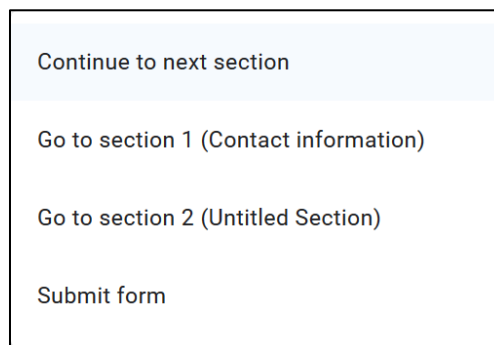 Continue to next section
Go to section 1 (Contact information)
Go to section 2 (Untitled Section)
Submit form